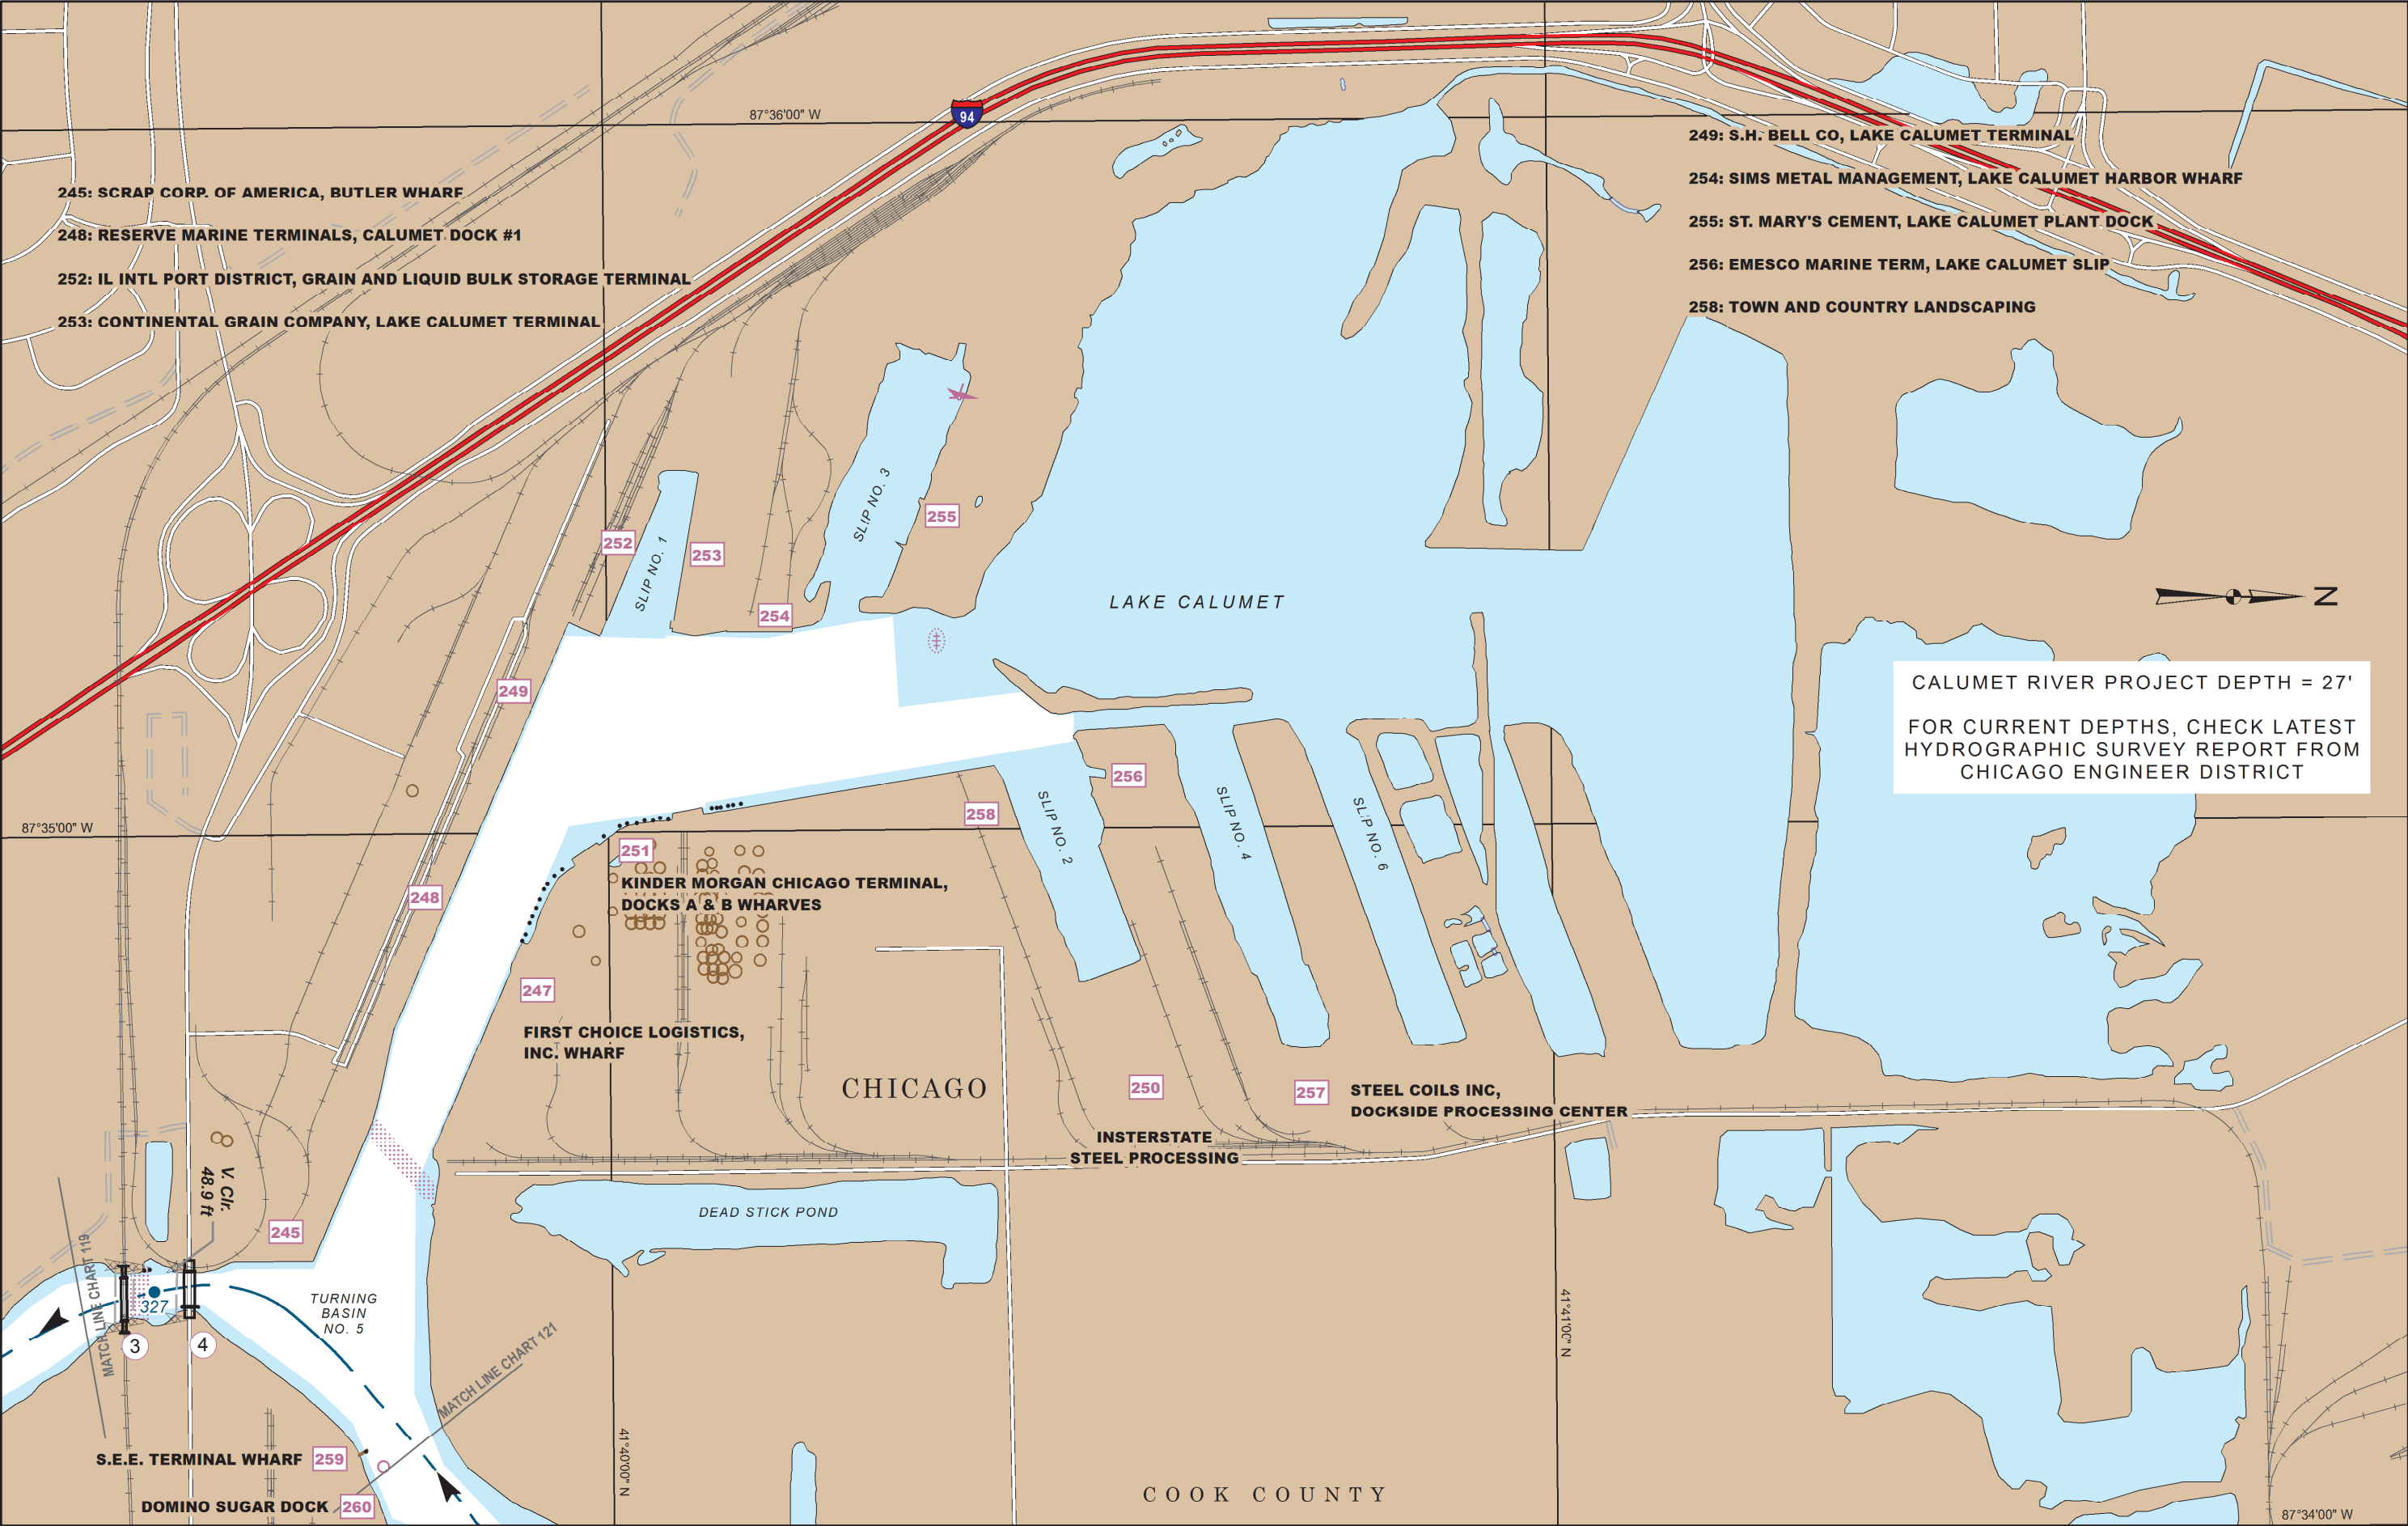 87°36'00" W
94
249: S.H. BELL CO, LAKE CALUMET TERMINAL
254: SIMS METAL MANAGEMENT, LAKE CALUMET HARBOR WHARF
255: ST. MARY'S CEMENT, LAKE CALUMET PLANT DOCK
256: EMESCO MARINE TERM, LAKE CALUMET SLIP
258: TOWN AND COUNTRY LANDSCAPING
245: SCRAP CORP. OF AMERICA, BUTLER WHARF
248: RESERVE MARINE TERMINALS, CALUMET DOCK #1
252: IL INTL PORT DISTRICT, GRAIN AND LIQUID BULK STORAGE TERMINAL
253: CONTINENTAL GRAIN COMPANY, LAKE CALUMET TERMINAL
SLIP NO. 3
255
252
SLIP NO. 1
253
254
LAKE CALUMET
N
249
CALUMET RIVER PROJECT DEPTH = 27'
FOR CURRENT DEPTHS, CHECK LATEST
HYDROGRAPHIC SURVEY REPORT FROM
CHICAGO ENGINEER DISTRICT
256
258
SLIP NO. 2
SLIP NO. 4
SLIP NO. 6
87°35'00" W
251
KINDER MORGAN CHICAGO TERMINAL,
DOCKS A & B WHARVES
248
247
FIRST CHOICE LOGISTICS,
INC. WHARF
CHICAGO
250
257
STEEL COILS INC,
DOCKSIDE PROCESSING CENTER
INSTERSTATE
STEEL PROCESSING
V. Clr.
48.9 ft
DEAD STICK POND
245
MATCH LINE CHART 119
327
TURNING
BASIN
NO. 5
3
4
MATCH LINE CHART 121
41°41'00" N
41°40'00" N
S.E.E. TERMINAL WHARF
259
DOMINO SUGAR DOCK
260
COOK COUNTY
87°34'00" W